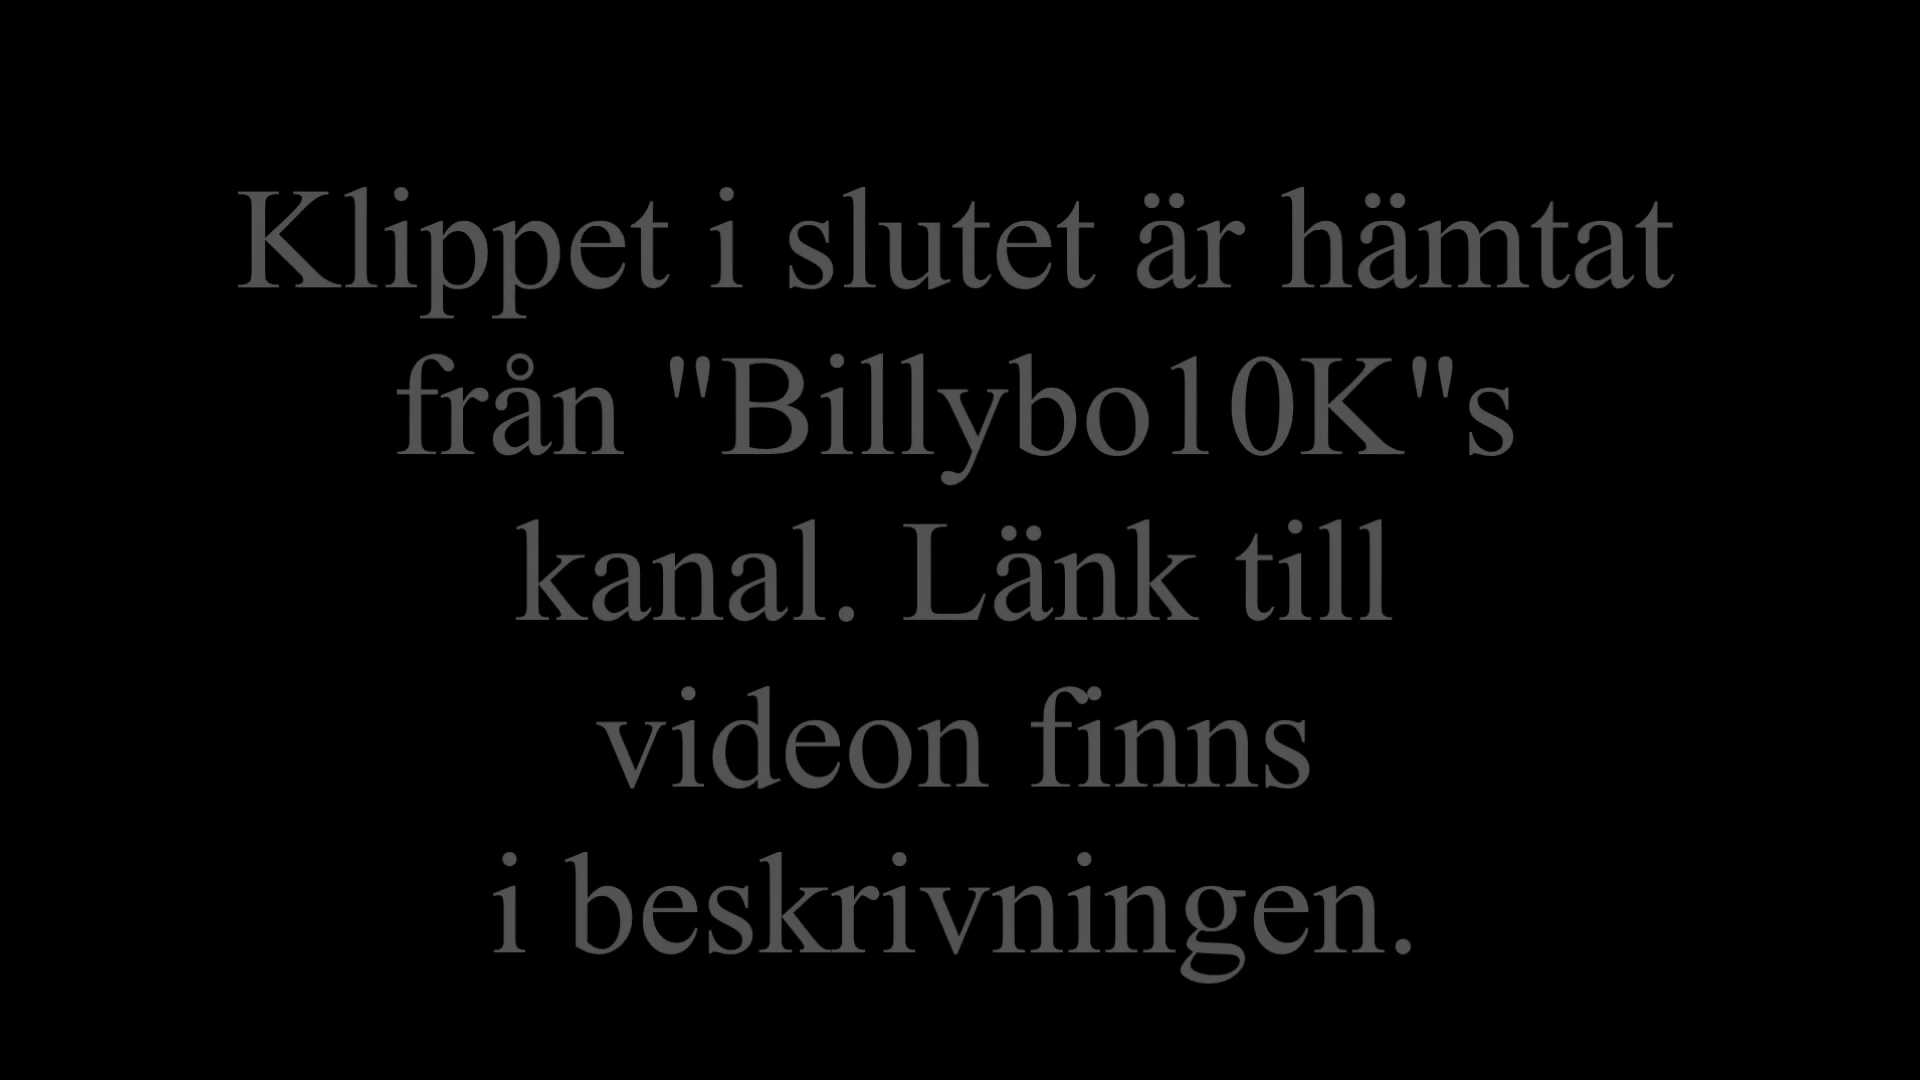 Klippet i slutet är hämtat
från "Billybo10K"s
kanal. Länk till
videon finns
i beskrivningen.